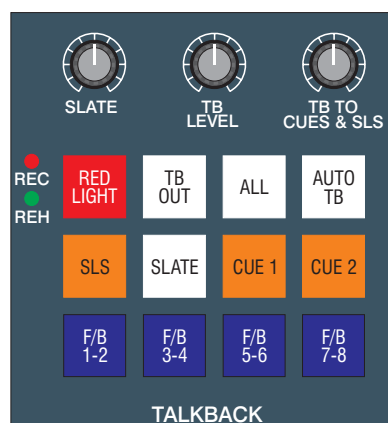 SLATE
TB
LEVEL
TB TO
CUES & SLS
REC
REH
RED
LIGHT
TB
OUT
ALL
AUTO
TB
SLS
SLATE
CUE 1
CUE 2
F/B
1-2
F/B
3-4
F/B
5-6
F/B
7-8
TALKBACK